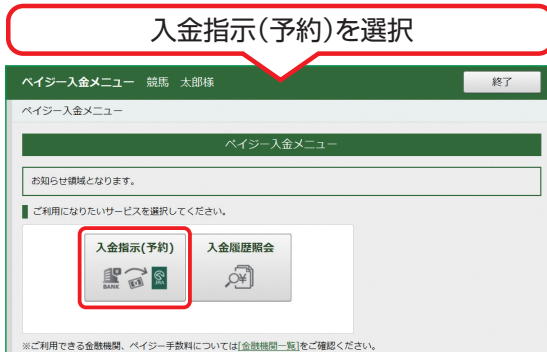 入金指示(予約)を選択
ペイジー入金メニュー 競馬 太郎様 終了
ペイジー入金メニュー
ペイジー入金メニュー
お知らせ領域となります。
ご利用になりたいサービスを選択してください。
入金指示(予約) 入金履歴照会
BANK JRA
※ご利用できる金融機関、ペイジー手数料については[金融機関一覧]をご確認ください。